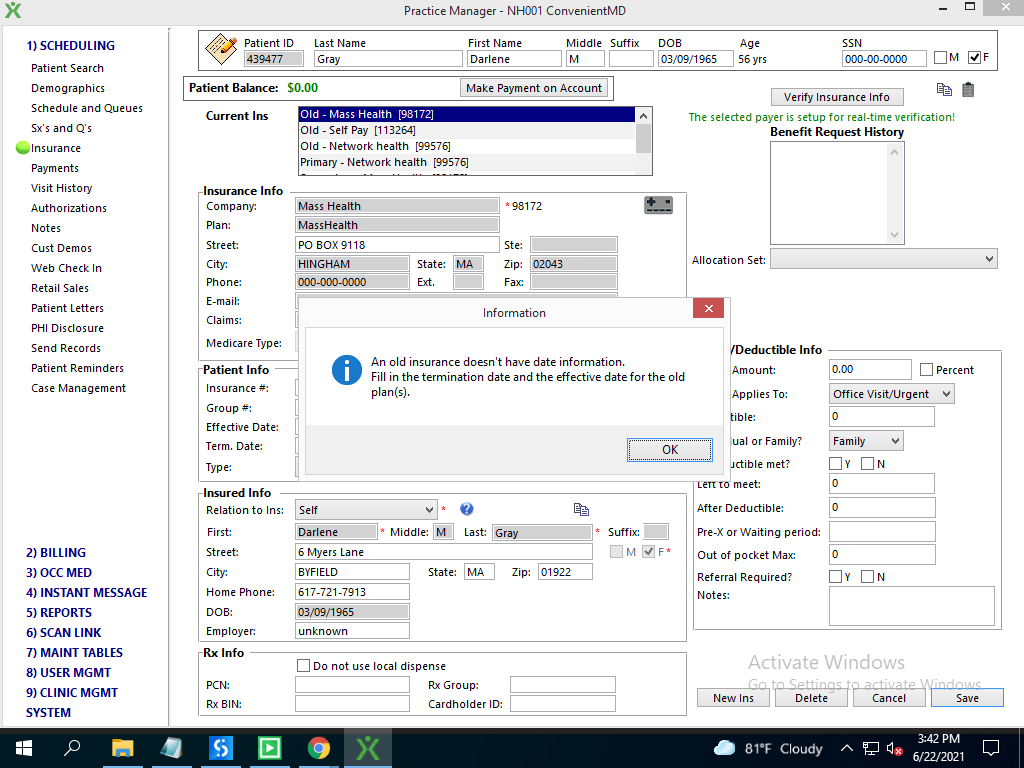 Practice Manager - NH001 ConvenientMD
1) SCHEDULING
Patient Search
Demographics
Schedule and Queues
Sx's and Q's
Insurance
Payments
Visit History
Authorizations
Notes
Cust Demos
Web Check In
Retail Sales
Patient Letters
PHI Disclosure
Send Records
Patient Reminders
Case Management
2) BILLING
3) OCC MED
4) INSTANT MESSAGE
5) REPORTS
6) SCAN LINK
7) MAINT TABLES
8) USER MGMT
9) CLINIC MGMT
SYSTEM
Patient ID Last Name First Name Middle Suffix DOB Age SSN
439477 Gray Darlene M 03/09/1965 56 yrs 000-00-0000 M F
Patient Balance: $0.00 Make Payment on Account
Current Ins
Old - Mass Health [98172]
Old - Self Pay [113264]
Old - Network health [99576]
Primary - Network health [99576]
Verify Insurance Info
The selected payer is setup for real-time verification!
Benefit Request History
Allocation Set:
Insurance Info
Company: Mass Health * 98172
Plan: MassHealth
Street: PO BOX 9118 Ste:
City: HINGHAM State: MA Zip: 02043
Phone: 000-000-0000 Ext. Fax:
E-mail:
Claims:
Medicare Type:
Information
An old insurance doesn't have date information.
Fill in the termination date and the effective date for the old
plan(s).
OK
Patient Info
Insurance #:
Group #:
Effective Date:
Term. Date:
Type:
/Deductible Info
Amount: 0.00 Percent
Applies To: Office Visit/Urgent
tible: 0
ual or Family? Family
uctible met? Y N
Left to meet: 0
After Deductible: 0
Pre-X or Waiting period:
Out of pocket Max: 0
Referral Required? Y N
Notes:
Insured Info
Relation to Ins: Self *
First: Darlene * Middle: M Last: Gray * Suffix:
Street: 6 Myers Lane M F *
City: BYFIELD State: MA Zip: 01922
Home Phone: 617-721-7913
DOB: 03/09/1965
Employer: unknown
Rx Info
Do not use local dispense
PCN: Rx Group:
Rx BIN: Cardholder ID:
Activate Windows
Go to Settings to activate Windows.
New Ins Delete Cancel Save
81°F Cloudy
3:42 PM
6/22/2021